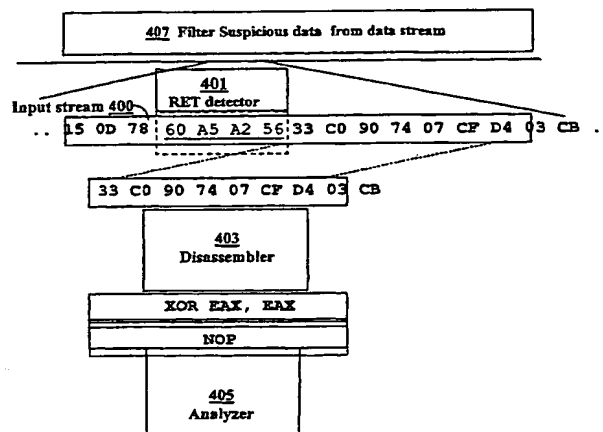 407 Filter Suspicious data from data stream
401
RET detector
Input stream 400
.. 15 0D 78 60 A5 A2 56 33 C0 90 74 07 CF D4 03 CB .
33 C0 90 74 07 CF D4 03 CB
403
Disassembler
XOR EAX, EAX
NOP
405
Analyzer